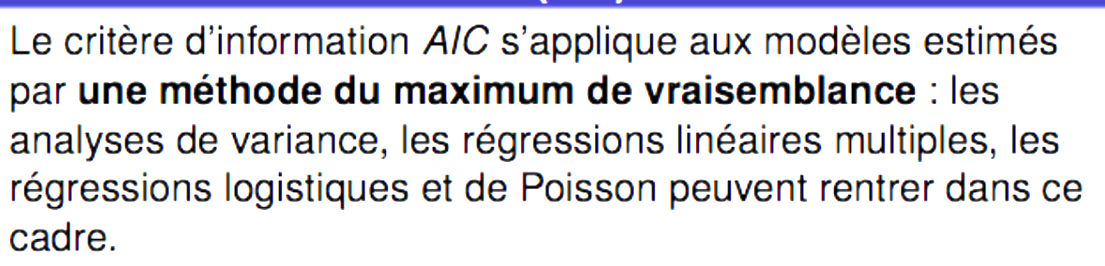 Le critère d'information AIC s'applique aux modèles estimés
par une méthode du maximum de vraisemblance : les
analyses de variance, les régressions linéaires multiples, les
régressions logistiques et de Poisson peuvent rentrer dans ce
cadre.